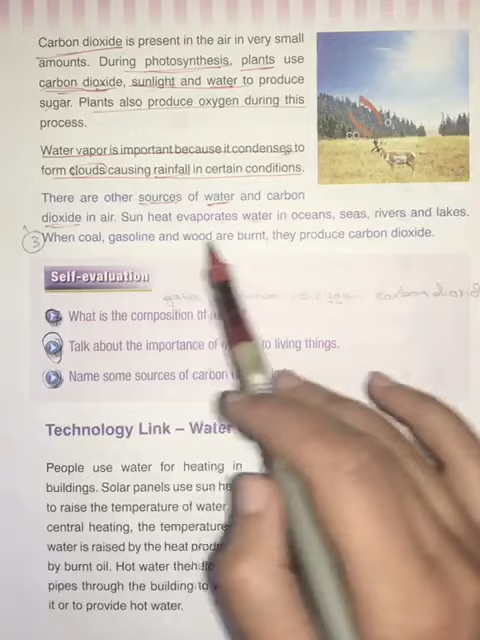 Carbon dioxide is present in the air in very small
amounts. During photosynthesis, plants use
carbon dioxide, sunlight and water to produce
sugar. Plants also produce oxygen during this
process.
CO
O
Water vapor is important because it condenses to
form clouds causing rainfall in certain conditions.
There are other sources of water and carbon
dioxide in air. Sun heat evaporates water in oceans, seas, rivers and lakes.
3 When coal, gasoline and wood are burnt, they produce carbon dioxide.
Self-evaluation
carbon dioxid
What is the composition of
Talk about the importance of to living things.
Name some sources of carbon
Technology Link – Water
People use water for heating in
buildings. Solar panels use sun he
to raise the temperature of water
central heating, the temperature
water is raised by the heat prod
by burnt oil. Hot water then
pipes through the building to
it or to provide hot water.